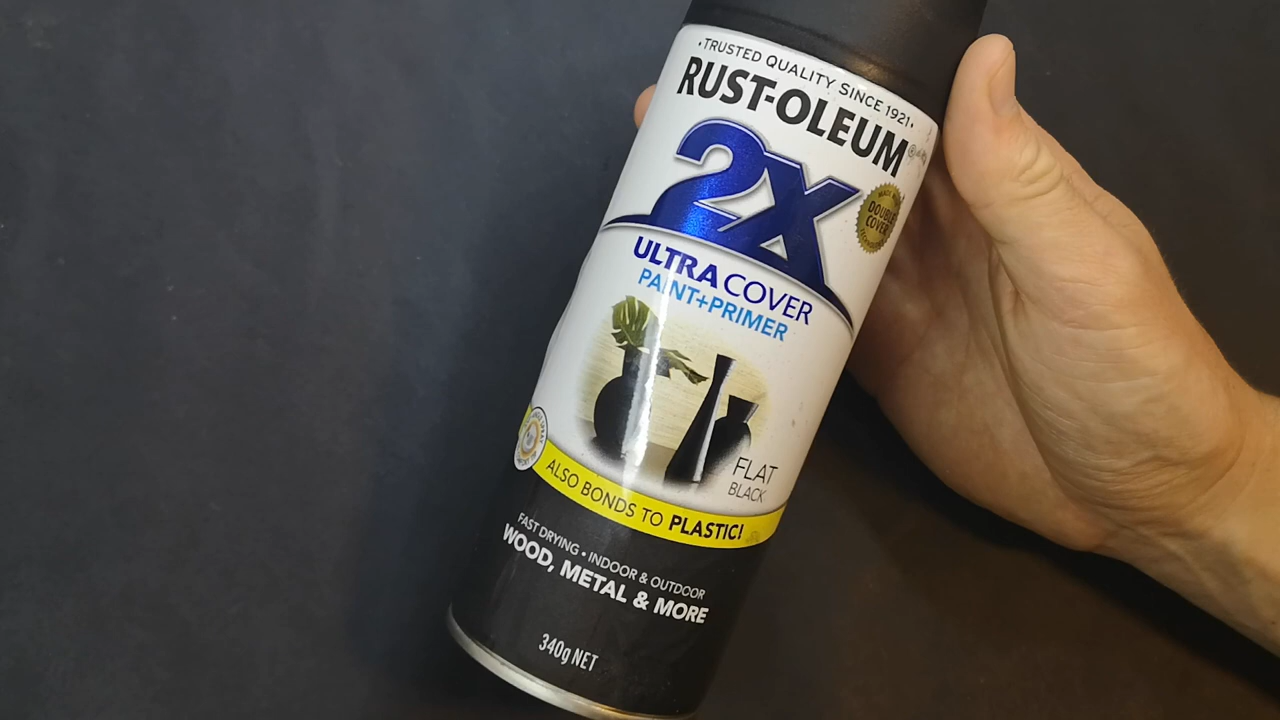 •TRUSTED QUALITY SINCE 1921•
RUST-OLEUM®
2X
DOUBLE
COVER
ULTRA COVER
PAINT+PRIMER
FLAT
BLACK
ALSO BONDS TO PLASTIC!
FAST DRYING • INDOOR & OUTDOOR
WOOD, METAL & MORE
340g NET